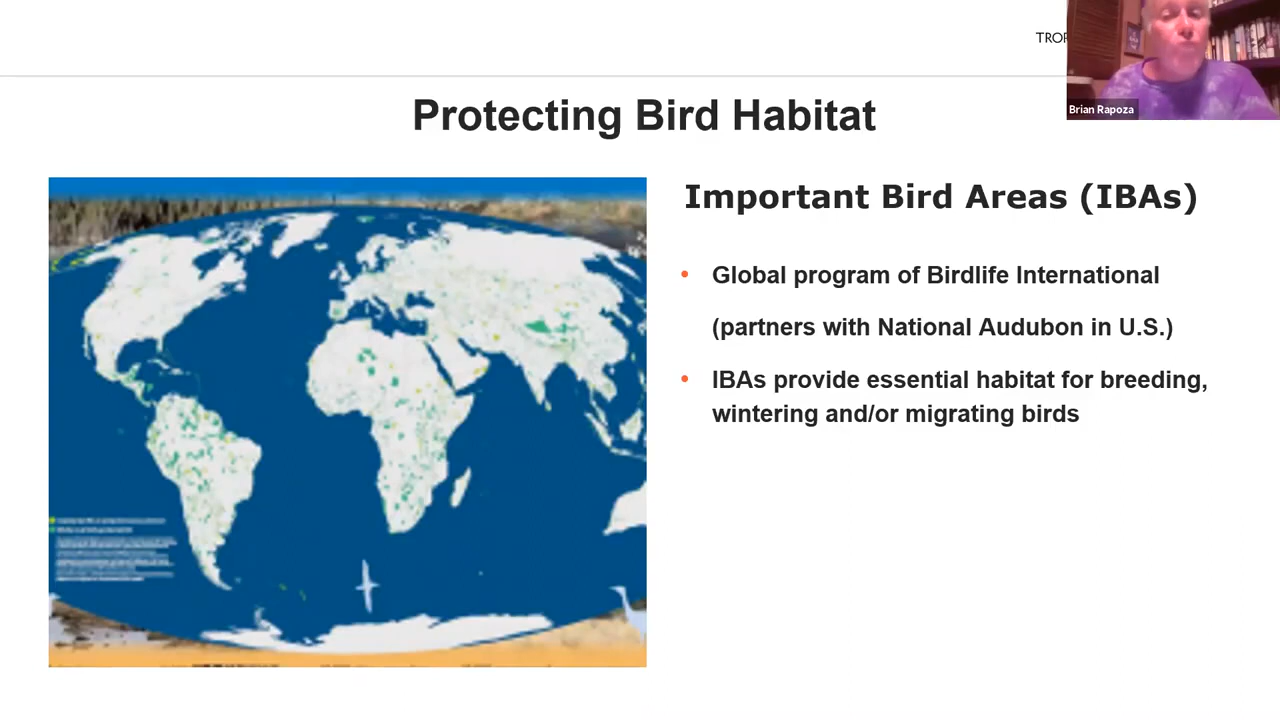 TROP
Brian Rapoza
Protecting Bird Habitat
Important Bird Areas (IBAs)
• Global program of Birdlife International
(partners with National Audubon in U.S.)
• IBAs provide essential habitat for breeding,
wintering and/or migrating birds